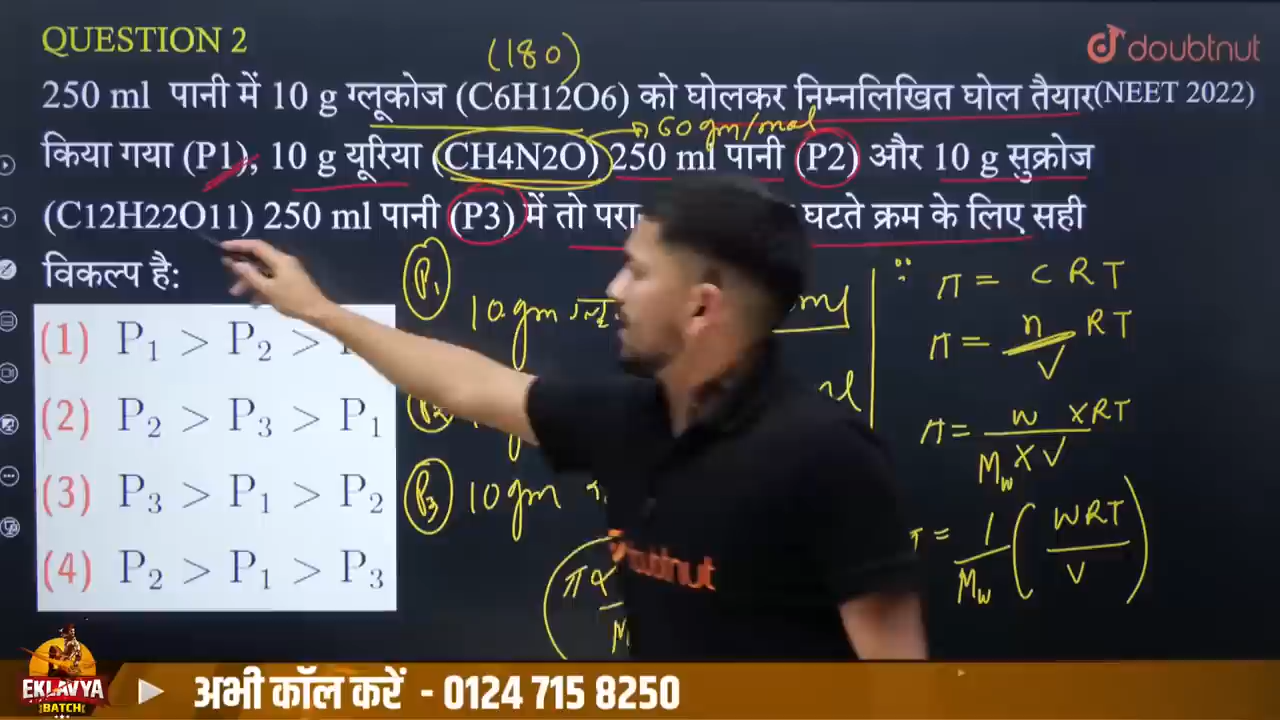 QUESTION 2
(180)
doubtnut
250 ml पानी में 10 g ग्लूकोज (C6H12O6) को घोलकर निम्नलिखित घोल तैयार(NEET 2022)
60 gm/mol
किया गया (P1), 10 g यूरिया (CH4N2O) 250 ml पानी (P2) और 10 g सुक्रोज
(C12H22O11) 250 ml पानी (P3) में तो घटते क्रम के लिए सही
विकल्प है:
(1) P1 > P2 >
(2) P2 > P3 > P1
(3) P3 > P1 > P2
(4) P2 > P1 > P3
P1 10 gm ml
P2
P3 10 gm
π ∝
∵ π = C R T
π = n/V RT
π = W X RT / Mw X V
= 1/Mw ( WRT / V )
doubtnut
EKLAVYA
BATCH
अभी कॉल करें - 0124 715 8250